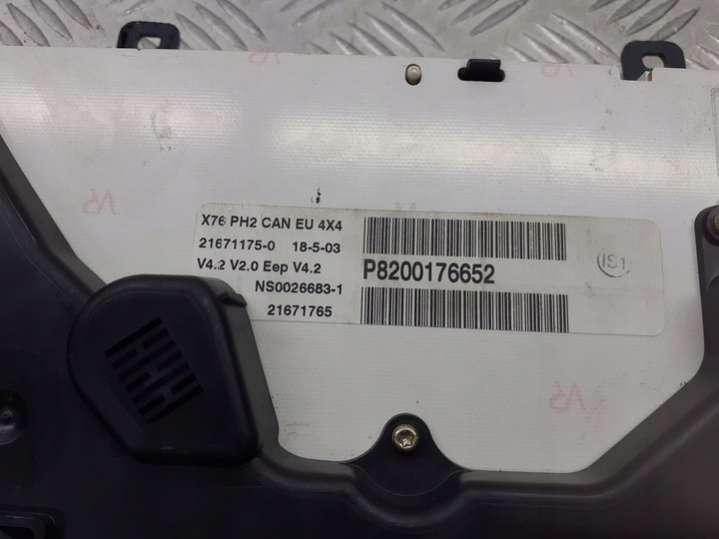 X76 PH2 CAN EU 4X4
21671175-0 18-5-03
V4.2 V2.0 Eep V4.2
NS0026683-1
21671765
P8200176652
IS1